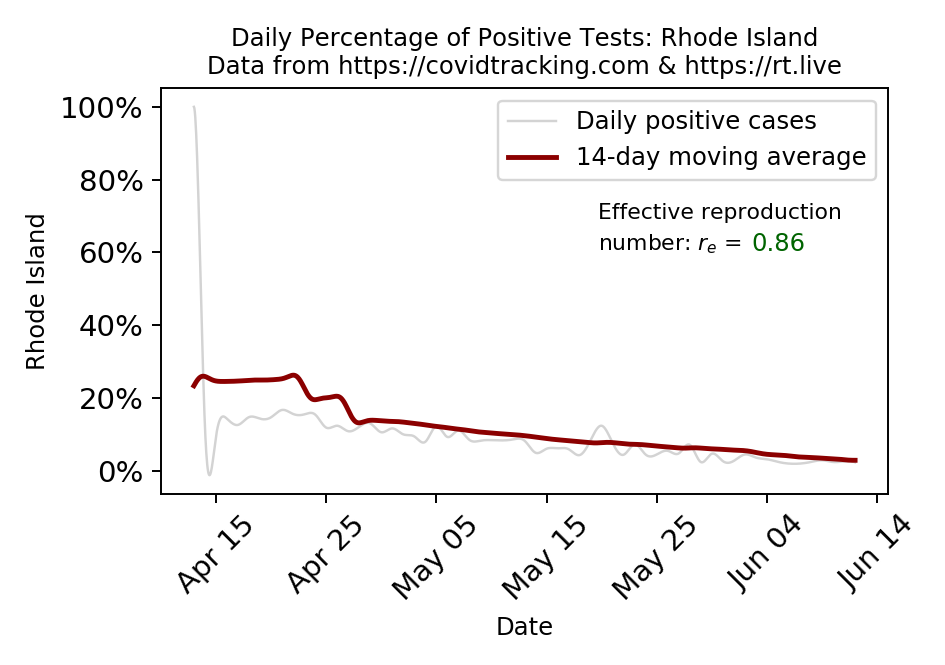 Daily Percentage of Positive Tests: Rhode Island
Data from https://covidtracking.com & https://rt.live
Daily positive cases
14-day moving average
Effective reproduction
number: rₑ = 0.86
Rhode Island
100%
80%
60%
40%
20%
0%
Apr 15
Apr 25
May 05
May 15
May 25
Jun 04
Jun 14
Date